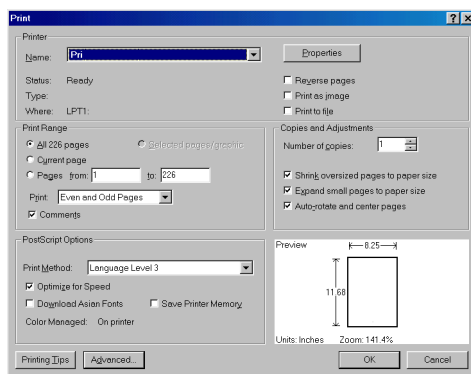 Print
Printer
Name: Pri
Properties
Status: Ready
Type:
Where: LPT1:
Reverse pages
Print as image
Print to file
Print Range
All 226 pages
Selected pages/graphic
Current page
Pages from: 1 to: 226
Print: Even and Odd Pages
Comments
Copies and Adjustments
Number of copies: 1
Shrink oversized pages to paper size
Expand small pages to paper size
Auto-rotate and center pages
PostScript Options
Print Method: Language Level 3
Optimize for Speed
Download Asian Fonts
Save Printer Memory
Color Managed: On printer
Preview
8.25
11.68
Units: Inches Zoom: 141.4%
Printing Tips
Advanced...
OK
Cancel